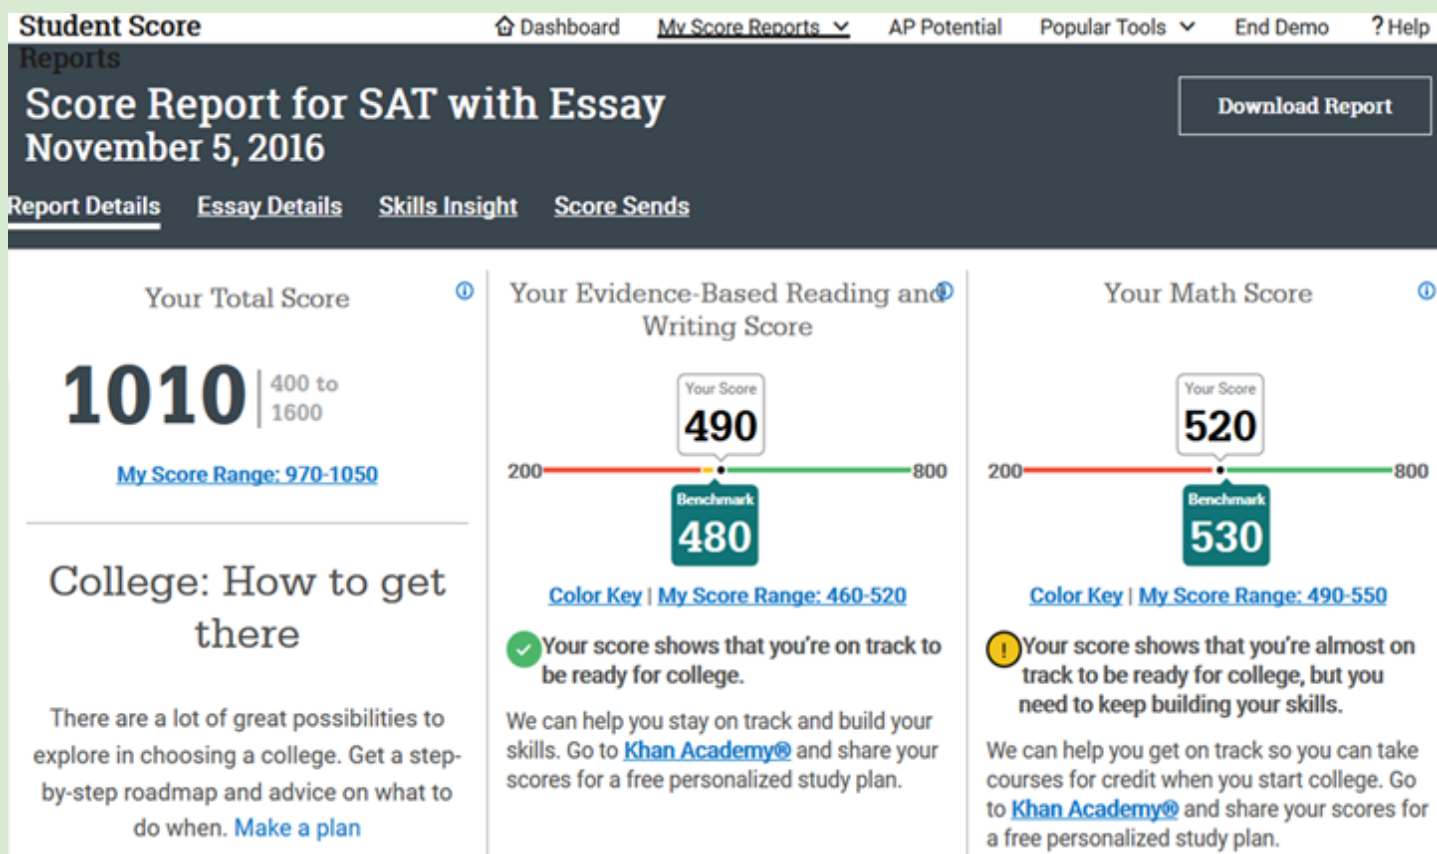 Student Score
Reports
Dashboard
My Score Reports
AP Potential
Popular Tools
End Demo
? Help
Score Report for SAT with Essay
November 5, 2016
Download Report
Report Details
Essay Details
Skills Insight
Score Sends
Your Total Score
1010
400 to
1600
My Score Range: 970-1050
College: How to get
there
There are a lot of great possibilities to
explore in choosing a college. Get a step-
by-step roadmap and advice on what to
do when. Make a plan
Your Evidence-Based Reading and
Writing Score
Your Score
490
200
800
Benchmark
480
Color Key | My Score Range: 460-520
Your score shows that you're on track to
be ready for college.
We can help you stay on track and build your
skills. Go to Khan Academy® and share your
scores for a free personalized study plan.
Your Math Score
Your Score
520
200
800
Benchmark
530
Color Key | My Score Range: 490-550
Your score shows that you're almost on
track to be ready for college, but you
need to keep building your skills.
We can help you get on track so you can take
courses for credit when you start college. Go
to Khan Academy® and share your scores for
a free personalized study plan.